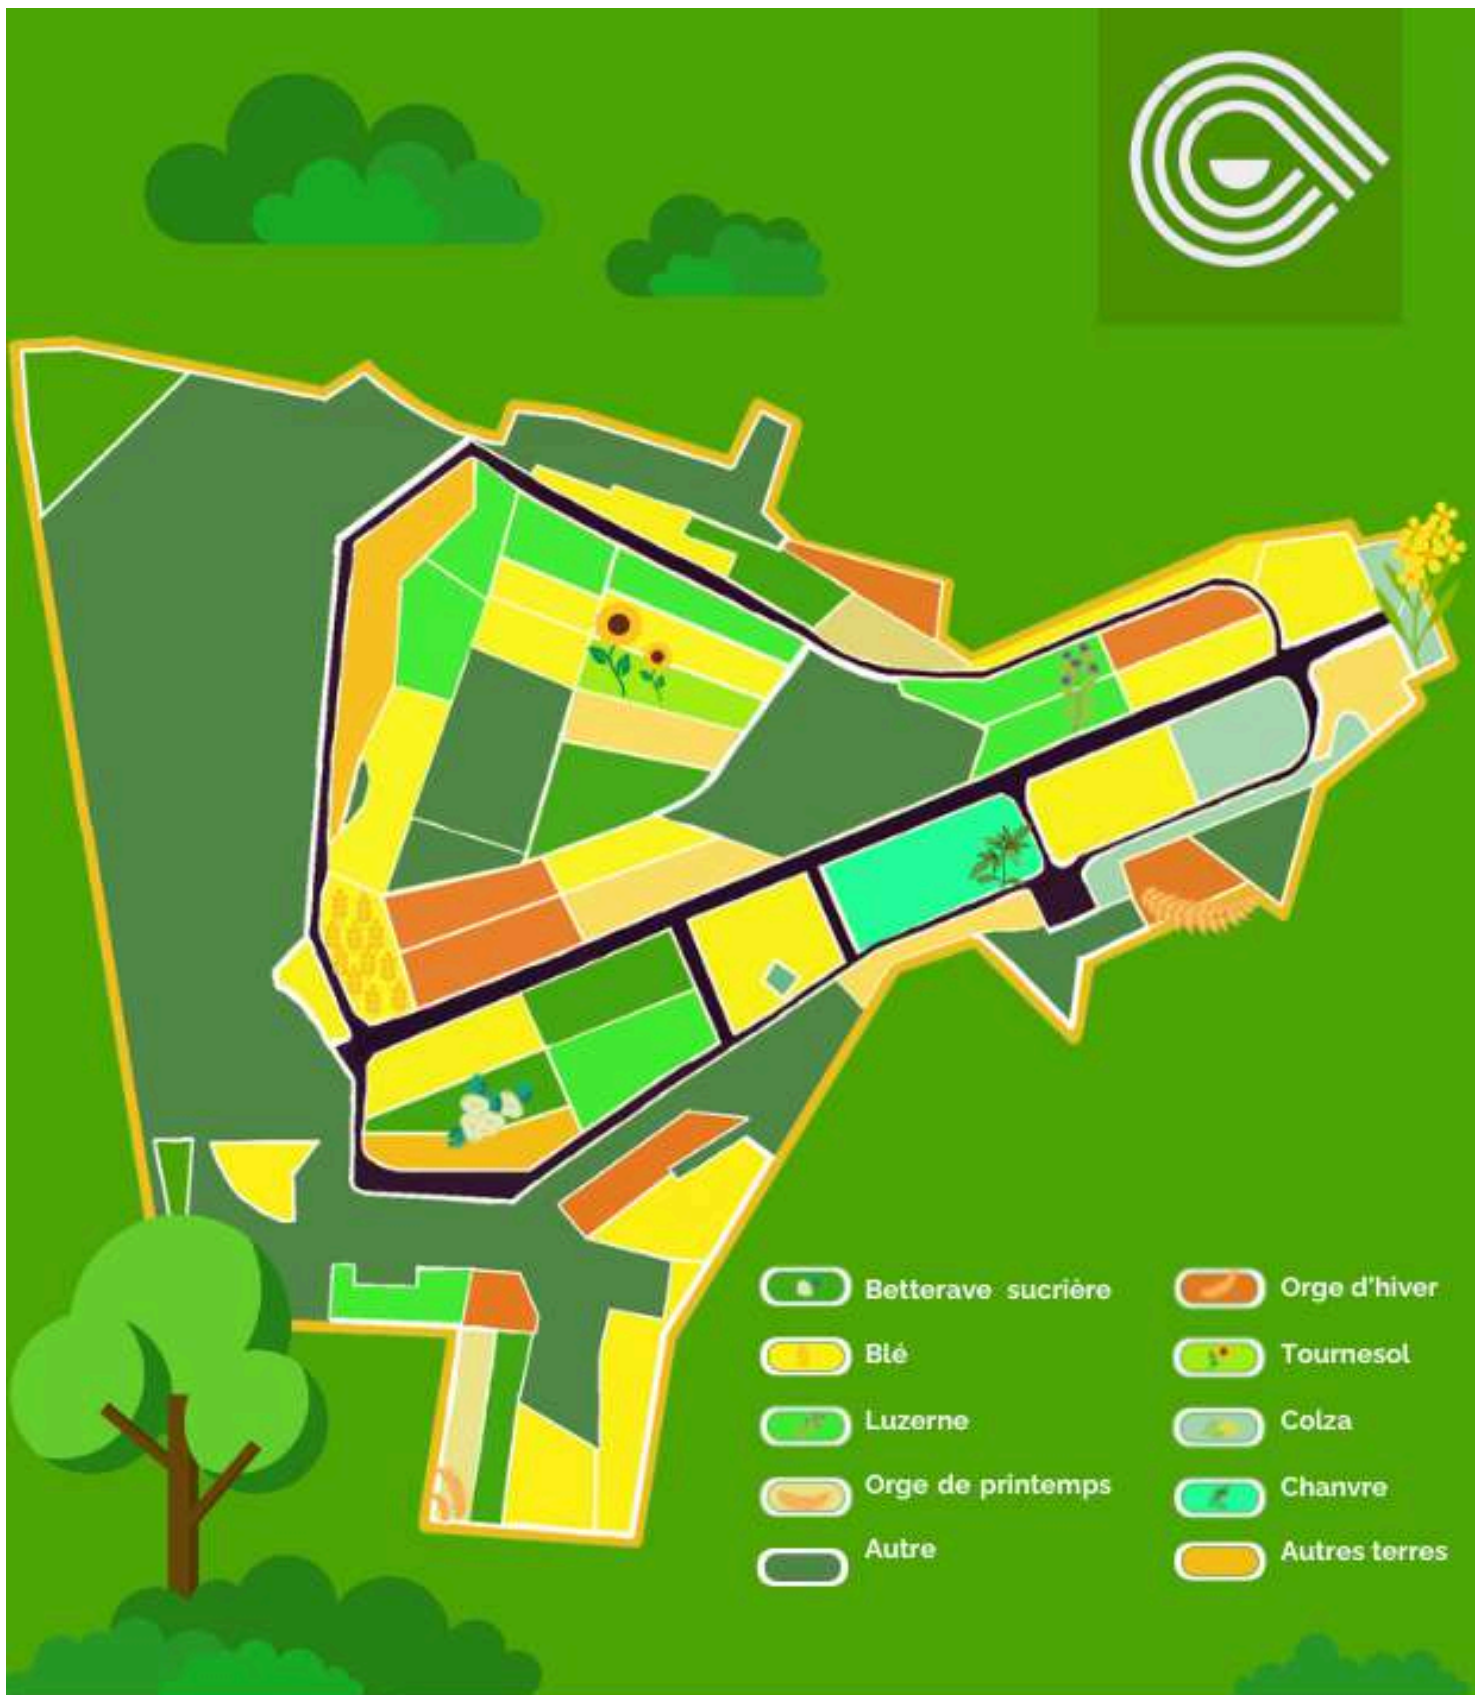 Betterave sucrière
Blé
Luzerne
Orge de printemps
Autre
Orge d'hiver
Tournesol
Colza
Chanvre
Autres terres